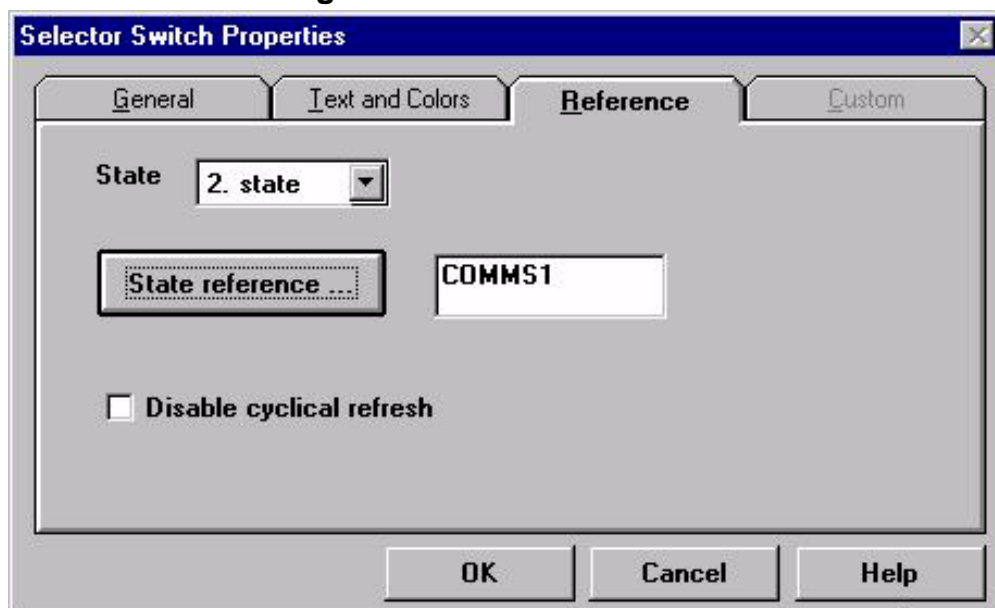 Selector Switch Properties
General Text and Colors Reference Custom
State 2. state
State reference ... COMMS1
Disable cyclical refresh
OK Cancel Help